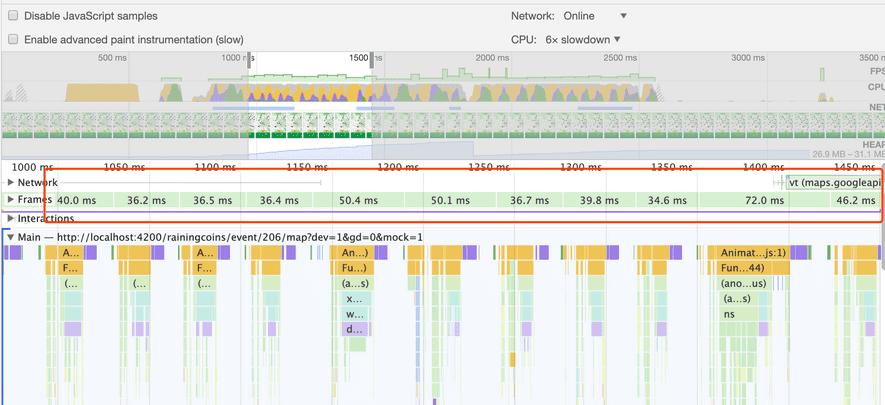 Disable JavaScript samples Network: Online
Enable advanced paint instrumentation (slow) CPU: 6× slowdown
500 ms 1000 ms 1500 ms 2000 ms 2500 ms 3000 ms 3500 ms
FPS
CPU
NET
HEAP
26.9 MB – 31.1 MB
1000 ms 1050 ms 1100 ms 1150 ms 1200 ms 1250 ms 1300 ms 1350 ms 1400 ms 1450 ms
Network vt (maps.googleapi
Frames 40.0 ms 36.2 ms 36.5 ms 36.4 ms 50.4 ms 50.1 ms 36.7 ms 39.8 ms 34.6 ms 72.0 ms 46.2 ms
Interactions
Main — http://localhost:4200/rainingcoins/event/206/map?dev=1&gd=0&mock=1
A... A... An...) Animat...js:1)
F... F... Fu...) Fun...44)
(... (... (... (a...s) (ano...us)
x... (a...s)
w... ns
d...